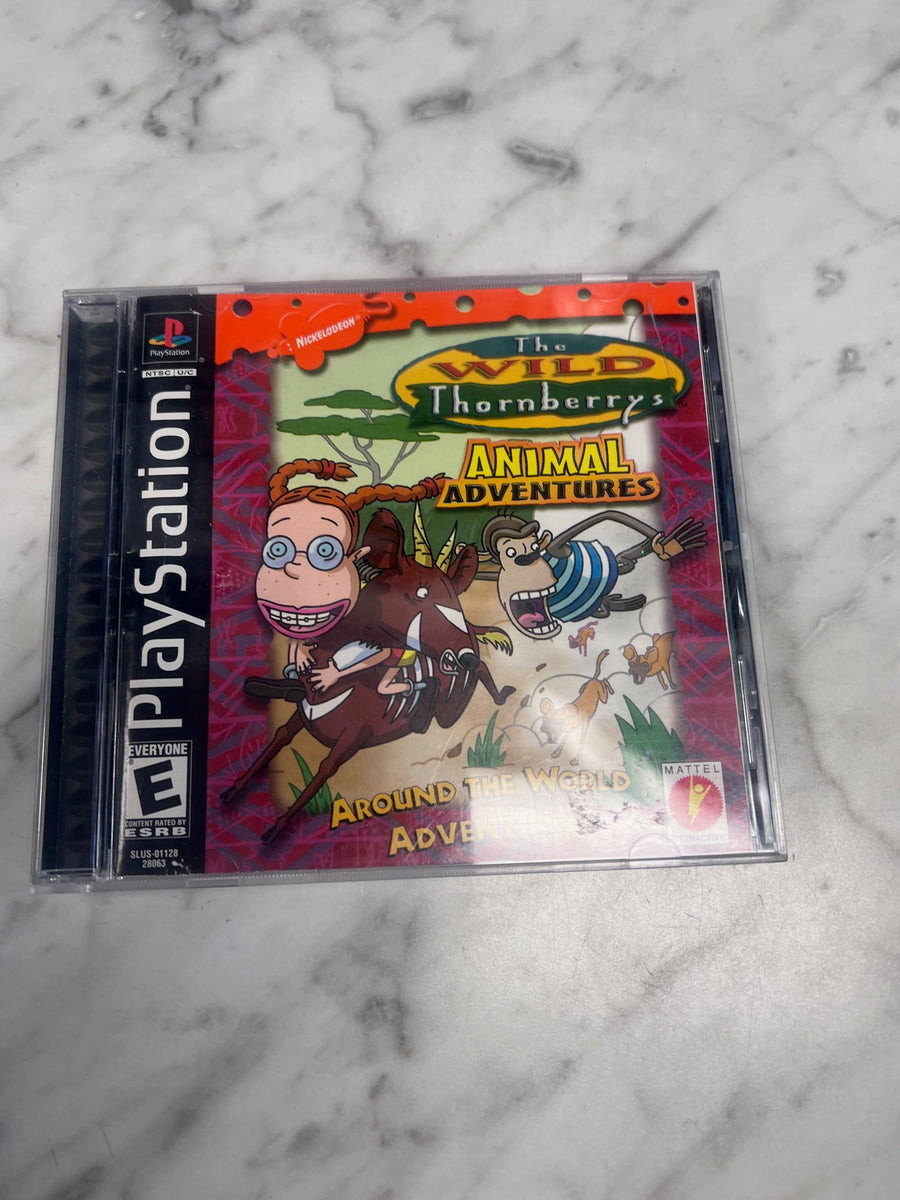 PlayStation
NTSC U/C
PlayStation
EVERYONE
E
CONTENT RATED BY
ESRB
SLUS-01128
28063
NICKELODEON
The
WILD
Thornberrys
ANIMAL
ADVENTURES
AROUND THE WORLD
MATTEL